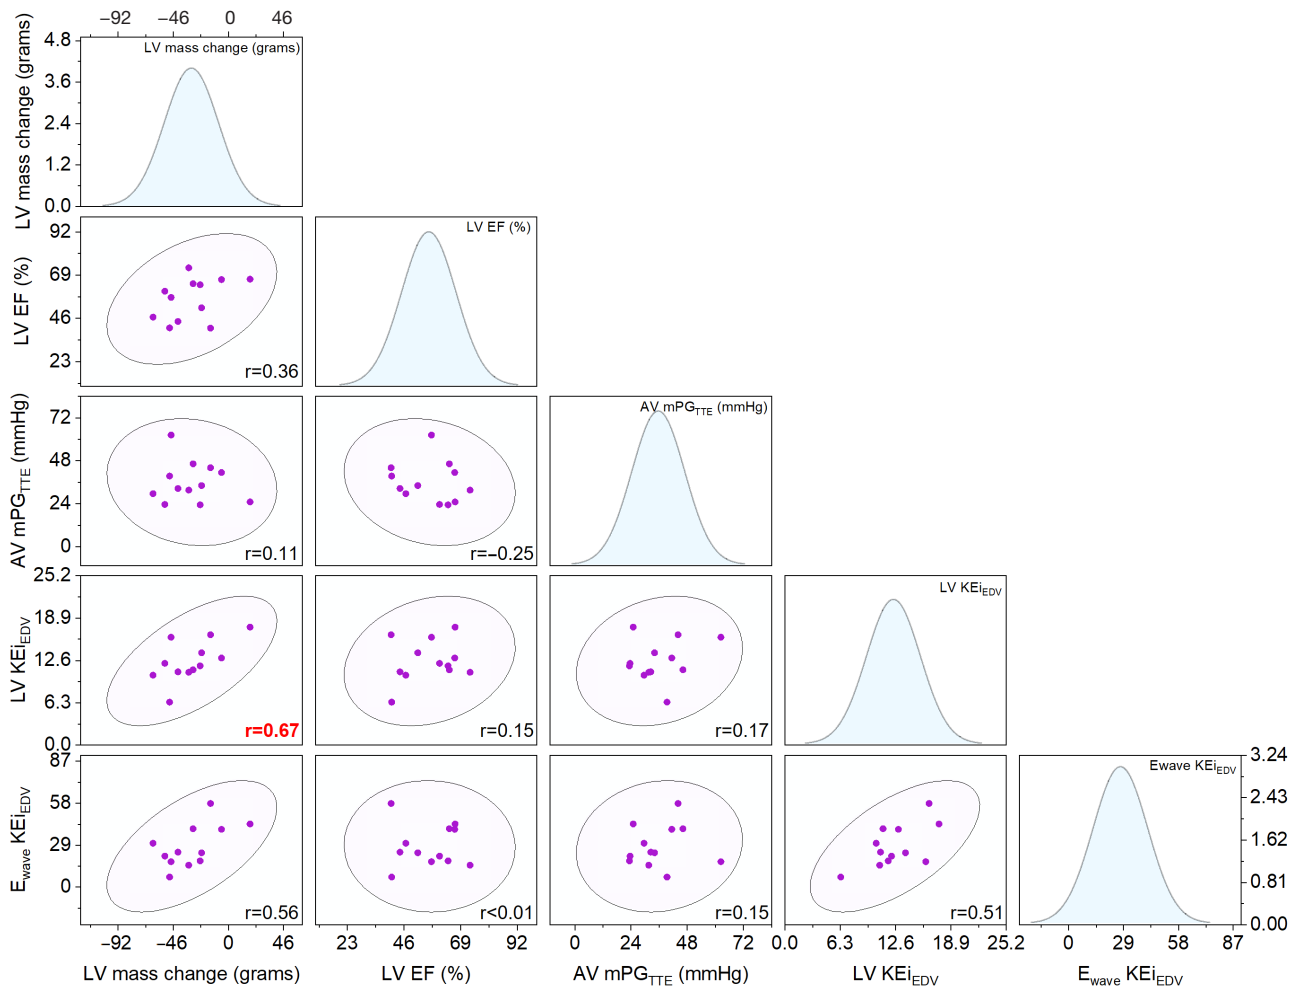 −92 −46 0 46
LV mass change (grams)
4.8
3.6
2.4
1.2
0.0
LV mass change (grams)
LV EF (%)
92
69
46
23
r=0.36
LV EF (%)
AV mPGTTE (mmHg)
72
48
24
0
r=0.11
r=−0.25
AV mPGTTE (mmHg)
LV KEiEDV
25.2
18.9
12.6
6.3
0.0
r=0.67
r=0.15
r=0.17
LV KEiEDV
Ewave KEiEDV
87
58
29
0
r=0.56
r<0.01
r=0.15
r=0.51
Ewave KEiEDV
3.24
2.43
1.62
0.81
0.00
−92 −46 0 46
23 46 69 92
0 24 48 72
0.0 6.3 12.6 18.9 25.2
0 29 58 87
LV mass change (grams)
LV EF (%)
AV mPGTTE (mmHg)
LV KEiEDV
Ewave KEiEDV